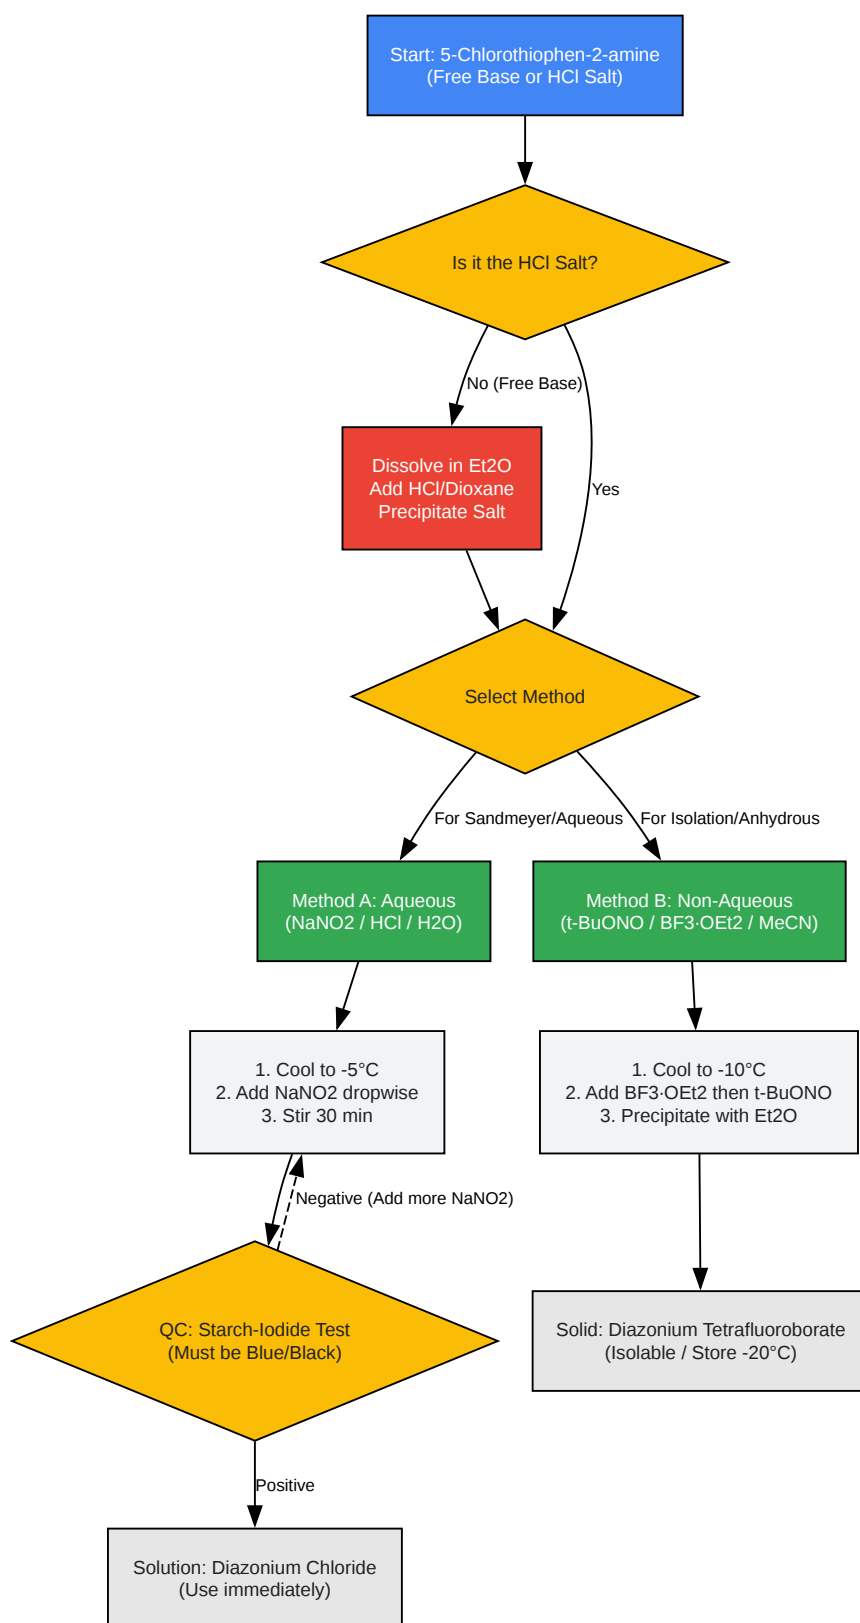 Start: 5-Chlorothiophen-2-amine
(Free Base or HCl Salt)
Is it the HCl Salt?
No (Free Base)
Dissolve in Et2O
Add HCl/Dioxane
Precipitate Salt
Yes
Select Method
For Sandmeyer/Aqueous
For Isolation/Anhydrous
Method A: Aqueous
(NaNO2 / HCl / H2O)
Method B: Non-Aqueous
(t-BuONO / BF3·OEt2 / MeCN)
1. Cool to -5°C
2. Add NaNO2 dropwise
3. Stir 30 min
1. Cool to -10°C
2. Add BF3·OEt2 then t-BuONO
3. Precipitate with Et2O
Negative (Add more NaNO2)
QC: Starch-Iodide Test
(Must be Blue/Black)
Solid: Diazonium Tetrafluoroborate
(Isolable / Store -20°C)
Positive
Solution: Diazonium Chloride
(Use immediately)